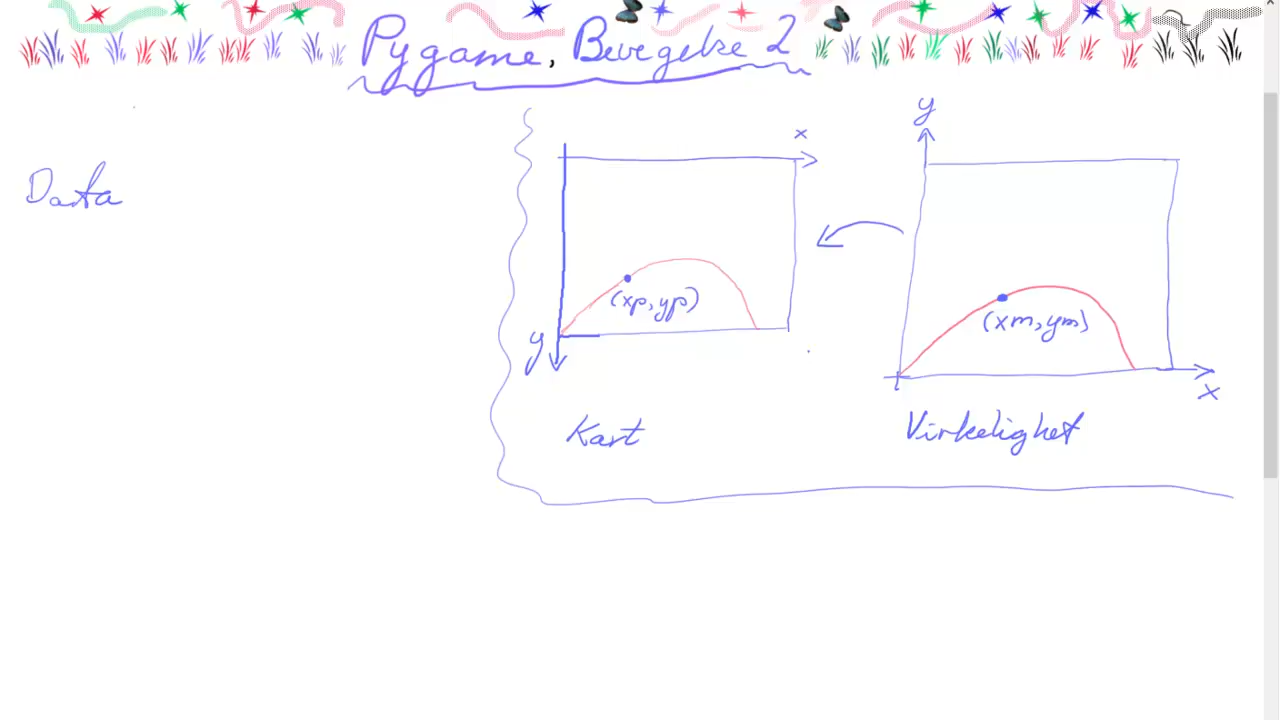 Pygame, Bevegelse 2
Data
x
y
(xp, yp)
Kart
y
(xm, ym)
x
Virkelighet